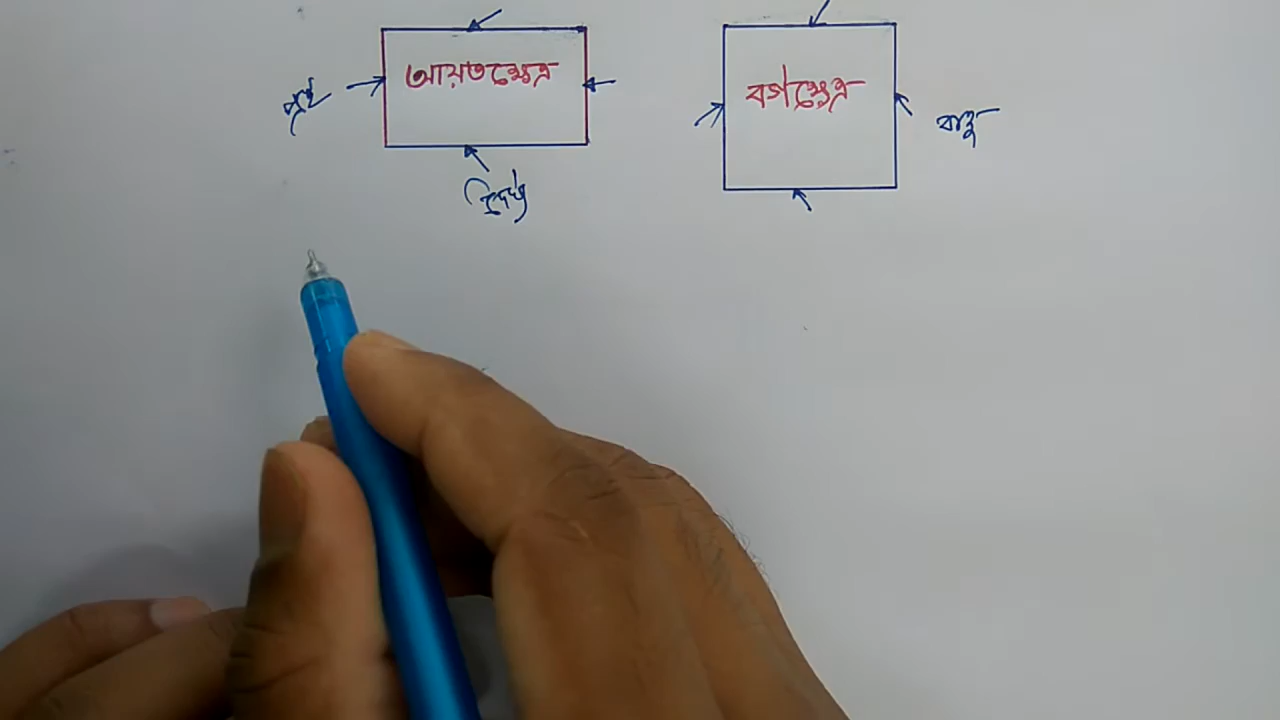 আয়তক্ষেত্র
বর্গক্ষেত্র
প্রস্থ
বাহু
দৈর্ঘ্য